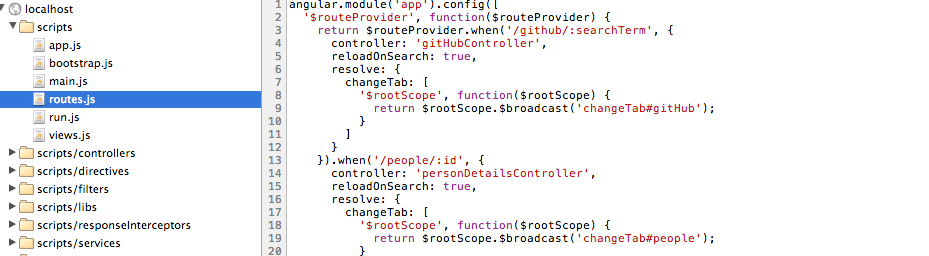 localhost
scripts
app.js
bootstrap.js
main.js
routes.js
run.js
views.js
scripts/controllers
scripts/directives
scripts/filters
scripts/libs
scripts/responseInterceptors
scripts/services
1 angular.module('app').config([
2   '$routeProvider', function($routeProvider) {
3     return $routeProvider.when('/github/:searchTerm', {
4       controller: 'gitHubController',
5       reloadOnSearch: true,
6       resolve: {
7         changeTab: [
8           '$rootScope', function($rootScope) {
9             return $rootScope.$broadcast('changeTab#gitHub');
10           }
11         ]
12       }
13     }).when('/people/:id', {
14       controller: 'personDetailsController',
15       reloadOnSearch: true,
16       resolve: {
17         changeTab: [
18           '$rootScope', function($rootScope) {
19             return $rootScope.$broadcast('changeTab#people');
20           }